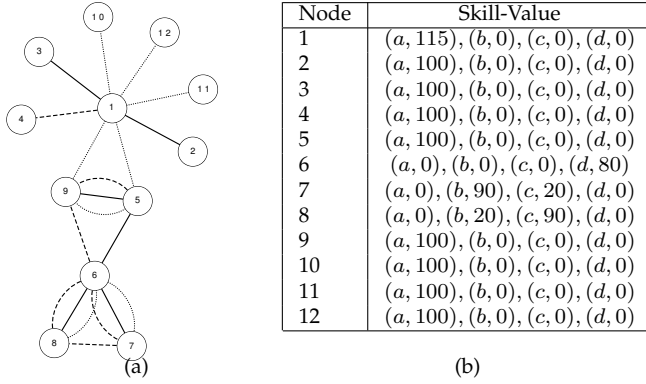 10
12
3
11
1
4
2
9
5
6
8
7
(a)
Node Skill-Value
1 (a, 115), (b, 0), (c, 0), (d, 0)
2 (a, 100), (b, 0), (c, 0), (d, 0)
3 (a, 100), (b, 0), (c, 0), (d, 0)
4 (a, 100), (b, 0), (c, 0), (d, 0)
5 (a, 100), (b, 0), (c, 0), (d, 0)
6 (a, 0), (b, 0), (c, 0), (d, 80)
7 (a, 0), (b, 90), (c, 20), (d, 0)
8 (a, 0), (b, 20), (c, 90), (d, 0)
9 (a, 100), (b, 0), (c, 0), (d, 0)
10 (a, 100), (b, 0), (c, 0), (d, 0)
11 (a, 100), (b, 0), (c, 0), (d, 0)
12 (a, 100), (b, 0), (c, 0), (d, 0)
(b)